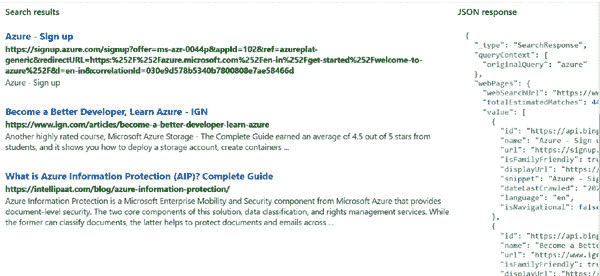 Search results
Azure - Sign up
https://signup.azure.com/signup?offer=ms-azr-0044p&appId=102&ref=azureplat-
generic&redirectURL=https:%252F%252Fazure.microsoft.com%252Fen-in%252Fget-started%252Fwelcome-to-
azure%252F&l=en-in&correlationId=030e9d578b5340b7800808e7ae58466d
Azure - Sign up
Become a Better Developer, Learn Azure - IGN
https://www.ign.com/articles/become-a-better-developer-learn-azure
Another highly rated course, Microsoft Azure Storage - The Complete Guide earned an average of 4.5 out of 5 stars from
students, and it shows you how to deploy a storage account, create containers ...
What is Azure Information Protection (AIP)? Complete Guide
https://intellipaat.com/blog/azure-information-protection/
Azure Information Protection is a Microsoft Enterprise Mobility and Security component from Microsoft Azure that provides
document-level security. The two core components of this solution, data classification, and rights management services. While
the former can classify documents, the latter helps to protect documents and emails across ...
JSON response
{
"_type": "SearchResponse",
"queryContext": {
"originalQuery": "azure"
},
"webPages": {
"webSearchUrl": "https://www
"totalEstimatedMatches": 44
"value": [
{
"id": "https://api.bing
"name": "Azure - Sign u
"url": "https://signup.
"isFamilyFriendly": tru
"displayUrl": "https://
"snippet": "Azure - Sig
"dateLastCrawled": "202
"language": "en",
"isNavigational": false
},
{
"id": "https://api.bing
"name": "Become a Bette
"url": "https://www.ign
"isFamilyFriendly": tru
"displayUrl": "https://